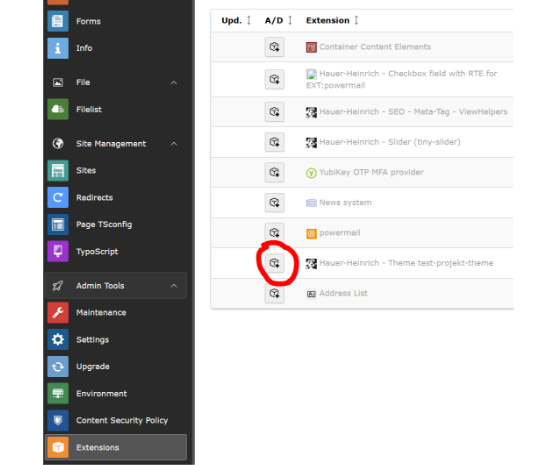 Forms
Info
File
Filelist
Site Management
Sites
Redirects
Page TSconfig
TypoScript
Admin Tools
Maintenance
Settings
Upgrade
Environment
Content Security Policy
Extensions
Upd. A/D Extension
Container Content Elements
Hauer-Heinrich - Checkbox field with RTE for
EXT:powermail
Hauer-Heinrich - SEO - Meta-Tag - ViewHelpers
Hauer-Heinrich - Slider (tiny-slider)
YubiKey OTP MFA provider
News system
powermail
Hauer-Heinrich - Theme test-projekt-theme
Address List